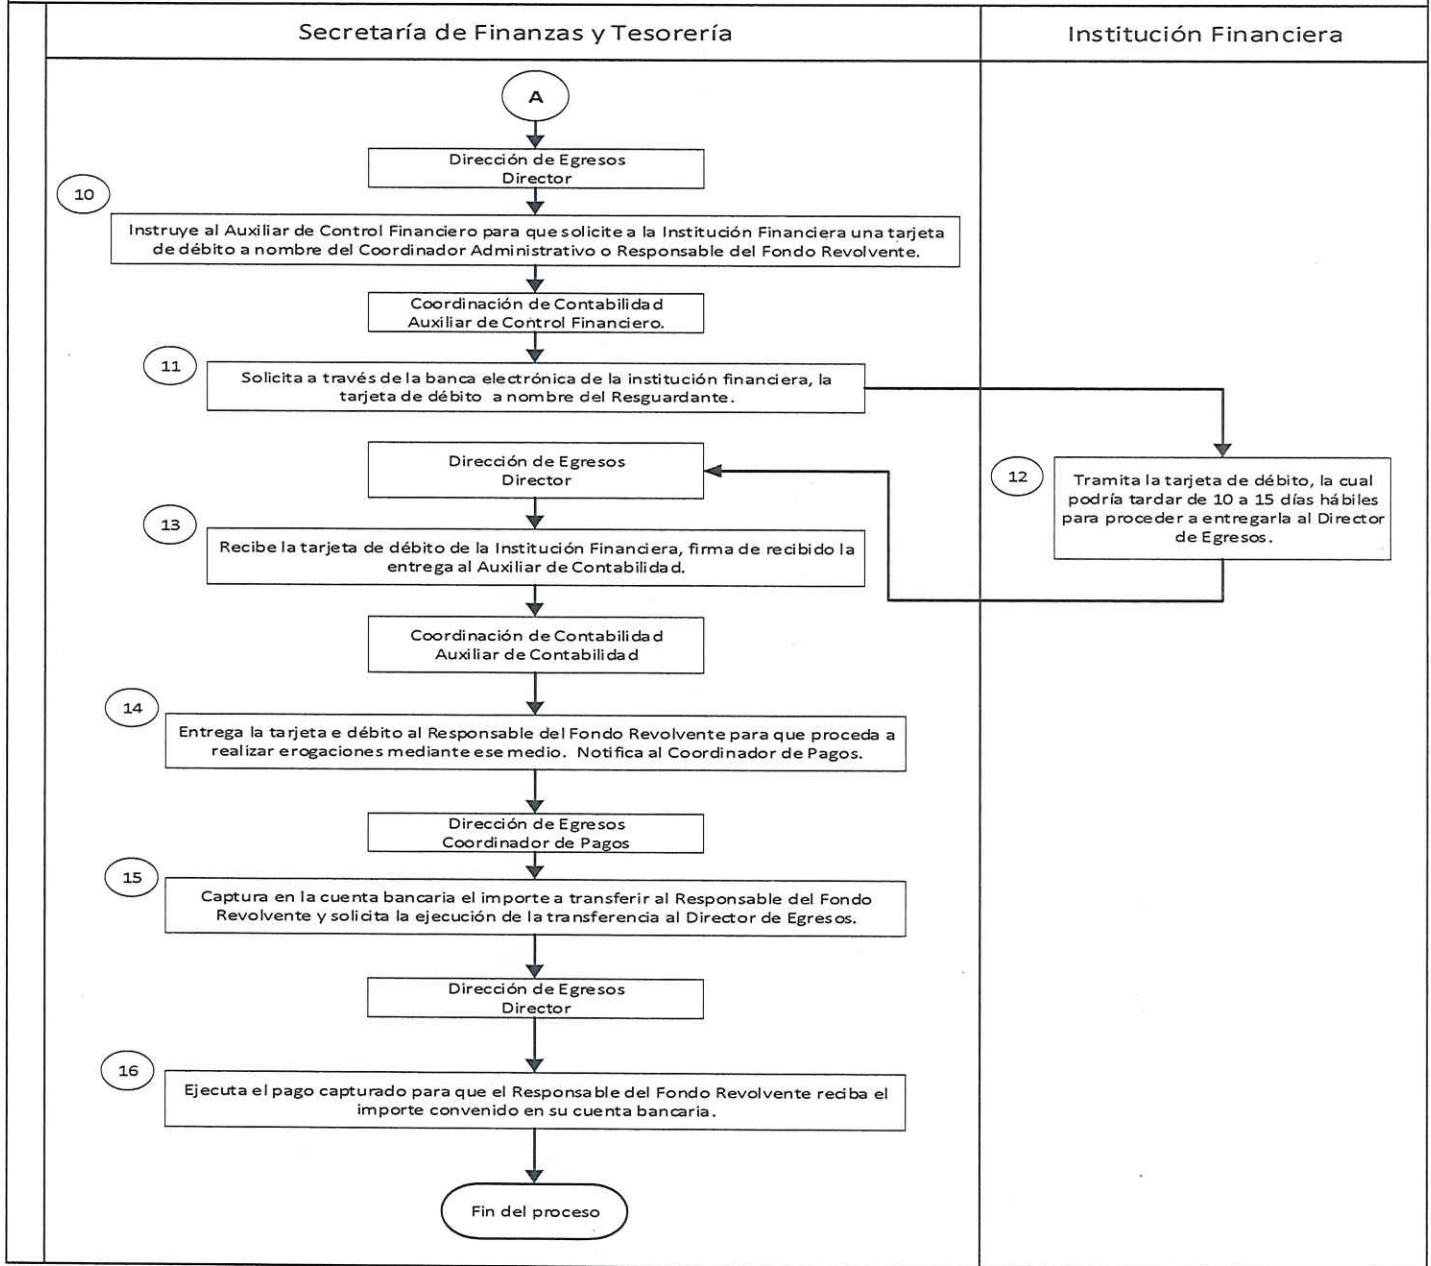 Secretaría de Finanzas y Tesorería
Institución Financiera
A
Dirección de Egresos
Director
10
Instruye al Auxiliar de Control Financiero para que solicite a la Institución Financiera una tarjeta
de débito a nombre del Coordinador Administrativo o Responsable del Fondo Revolvente.
Coordinación de Contabilidad
Auxiliar de Control Financiero.
11
Solicita a través de la banca electrónica de la institución financiera, la
tarjeta de débito a nombre del Resguardante.
12
Tramita la tarjeta de débito, la cual
podría tardar de 10 a 15 días hábiles
para proceder a entregarla al Director
de Egresos.
Dirección de Egresos
Director
13
Recibe la tarjeta de débito de la Institución Financiera, firma de recibido la
entrega al Auxiliar de Contabilidad.
Coordinación de Contabilidad
Auxiliar de Contabilidad
14
Entrega la tarjeta e débito al Responsable del Fondo Revolvente para que proceda a
realizar erogaciones mediante ese medio. Notifica al Coordinador de Pagos.
Dirección de Egresos
Coordinador de Pagos
15
Captura en la cuenta bancaria el importe a transferir al Responsable del Fondo
Revolvente y solicita la ejecución de la transferencia al Director de Egresos.
Dirección de Egresos
Director
16
Ejecuta el pago capturado para que el Responsable del Fondo Revolvente reciba el
importe convenido en su cuenta bancaria.
Fin del proceso